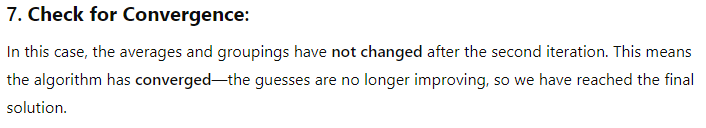 7. Check for Convergence:
In this case, the averages and groupings have not changed after the second iteration. This means
the algorithm has converged—the guesses are no longer improving, so we have reached the final
solution.